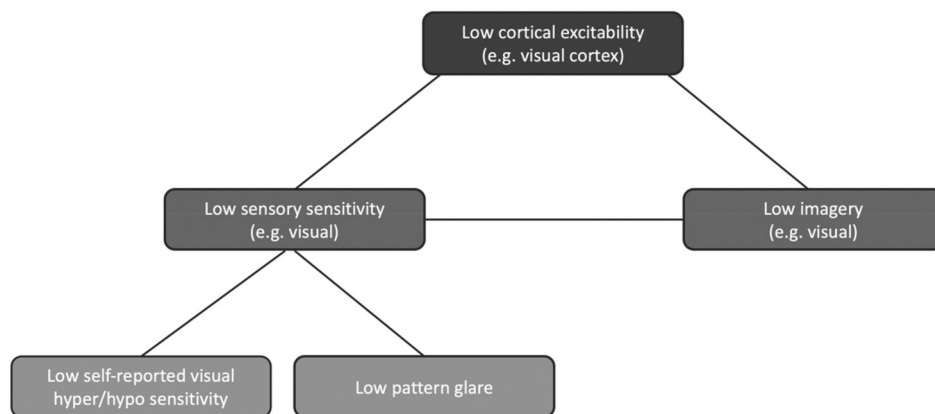 Low cortical excitability
(e.g. visual cortex)
Low sensory sensitivity
(e.g. visual)
Low imagery
(e.g. visual)
Low self-reported visual
hyper/hypo sensitivity
Low pattern glare